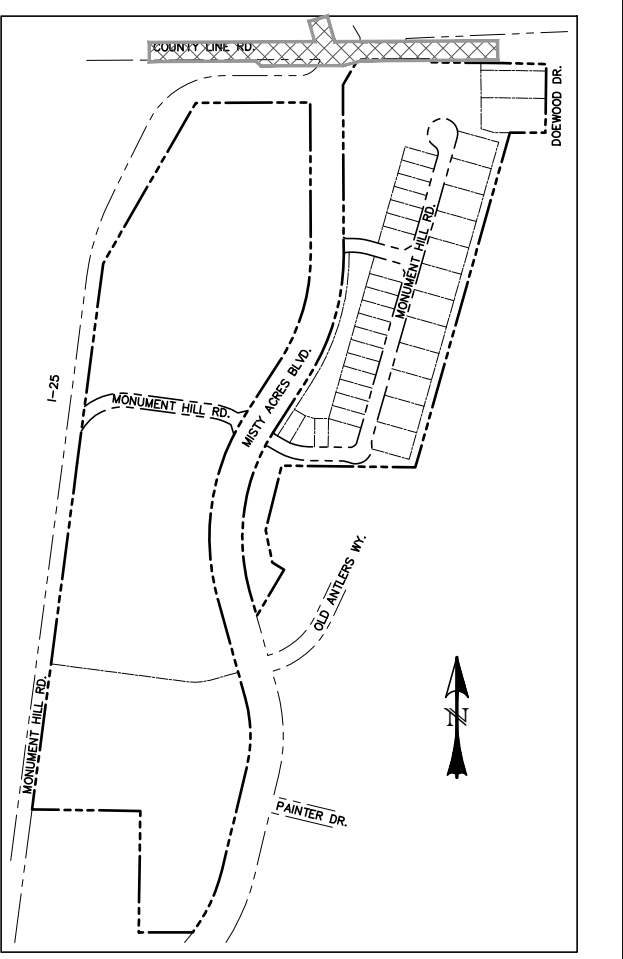 COUNTY LINE RD.
DOEWOOD DR.
MONUMENT HILL RD.
I-25
MONUMENT HILL RD.
MISTY ACRES BLVD.
OLD ANTLERS WY.
MONUMENT HILL RD.
N
PAINTER DR.